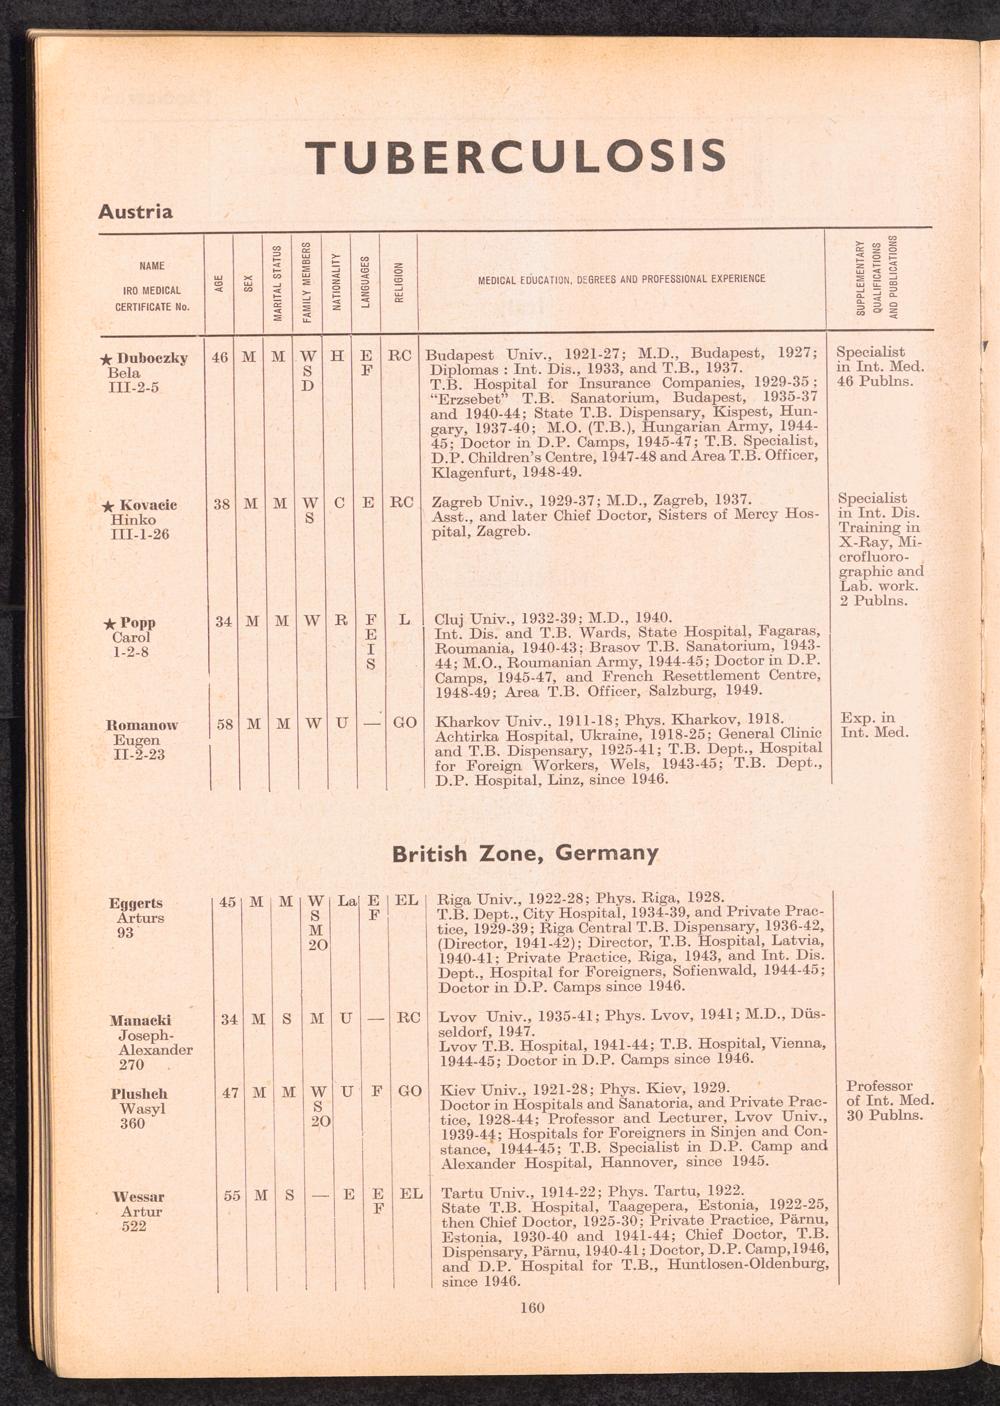 TUBERCULOSIS
Austria
NAME
IRO MEDICAL
CERTIFICATE No.
AGE
SEX
MARITAL STATUS
FAMILY MEMBERS
NATIONALITY
LANGUAGES
RELIGION
MEDICAL EDUCATION, DEGREES AND PROFESSIONAL EXPERIENCE
SUPPLEMENTARY
QUALIFICATIONS
AND PUBLICATIONS
★ Duboczky 46 M M W H E RC Budapest Univ., 1921-27; M.D., Budapest, 1927; Specialist
Bela S F Diplomas : Int. Dis., 1933, and T.B., 1937. in Int. Med.
III-2-5 D T.B. Hospital for Insurance Companies, 1929-35; 46 Publns.
“Erzsebet” T.B. Sanatorium, Budapest, 1935-37
and 1940-44; State T.B. Dispensary, Kispest, Hun-
gary, 1937-40; M.O. (T.B.), Hungarian Army, 1944-
45; Doctor in D.P. Camps, 1945-47; T.B. Specialist,
D.P. Children's Centre, 1947-48 and Area T.B. Officer,
Klagenfurt, 1948-49.
★ Kovacic 38 M M W C E RC Zagreb Univ., 1929-37; M.D., Zagreb, 1937. Specialist
Hinko S Asst., and later Chief Doctor, Sisters of Mercy Hos- in Int. Dis.
III-1-26 pital, Zagreb. Training in
X-Ray, Mi-
crofluoro-
graphic and
Lab. work.
2 Publns.
★ Popp 34 M M W R F L Cluj Univ., 1932-39; M.D., 1940.
Carol E Int. Dis. and T.B. Wards, State Hospital, Fagaras,
1-2-8 I Roumania, 1940-43; Brasov T.B. Sanatorium, 1943-
S 44; M.O., Roumanian Army, 1944-45; Doctor in D.P.
Camps, 1945-47, and French Resettlement Centre,
1948-49; Area T.B. Officer, Salzburg, 1949.
Romanow 58 M M W U — GO Kharkov Univ., 1911-18; Phys. Kharkov, 1918. Exp. in
Eugen Achtirka Hospital, Ukraine, 1918-25; General Clinic Int. Med.
II-2-23 and T.B. Dispensary, 1925-41; T.B. Dept., Hospital
for Foreign Workers, Wels, 1943-45; T.B. Dept.,
D.P. Hospital, Linz, since 1946.
British Zone, Germany
Eggerts 45 M M W La E EL Riga Univ., 1922-28; Phys. Riga, 1928.
Arturs S F T.B. Dept., City Hospital, 1934-39, and Private Prac-
93 M tice, 1929-39; Riga Central T.B. Dispensary, 1936-42,
2O (Director, 1941-42); Director, T.B. Hospital, Latvia,
1940-41; Private Practice, Riga, 1943, and Int. Dis.
Dept., Hospital for Foreigners, Sofienwald, 1944-45;
Doctor in D.P. Camps since 1946.
Manacki 34 M S M U — RC Lvov Univ., 1935-41; Phys. Lvov, 1941; M.D., Düs-
Joseph- seldorf, 1947.
Alexander Lvov T.B. Hospital, 1941-44; T.B. Hospital, Vienna,
270 1944-45; Doctor in D.P. Camps since 1946.
Plushch 47 M M W U F GO Kiev Univ., 1921-28; Phys. Kiev, 1929. Professor
Wasyl S Doctor in Hospitals and Sanatoria, and Private Prac- of Int. Med.
360 2O tice, 1928-44; Professor and Lecturer, Lvov Univ., 30 Publns.
1939-44; Hospitals for Foreigners in Sinjen and Con-
stance, 1944-45; T.B. Specialist in D.P. Camp and
Alexander Hospital, Hannover, since 1945.
Wessar 55 M S — E E EL Tartu Univ., 1914-22; Phys. Tartu, 1922.
Artur F State T.B. Hospital, Taagepera, Estonia, 1922-25,
522 then Chief Doctor, 1925-30; Private Practice, Pärnu,
Estonia, 1930-40 and 1941-44; Chief Doctor, T.B.
Dispensary, Pärnu, 1940-41; Doctor, D.P. Camp, 1946,
and D.P. Hospital for T.B., Huntlosen-Oldenburg,
since 1946.
160